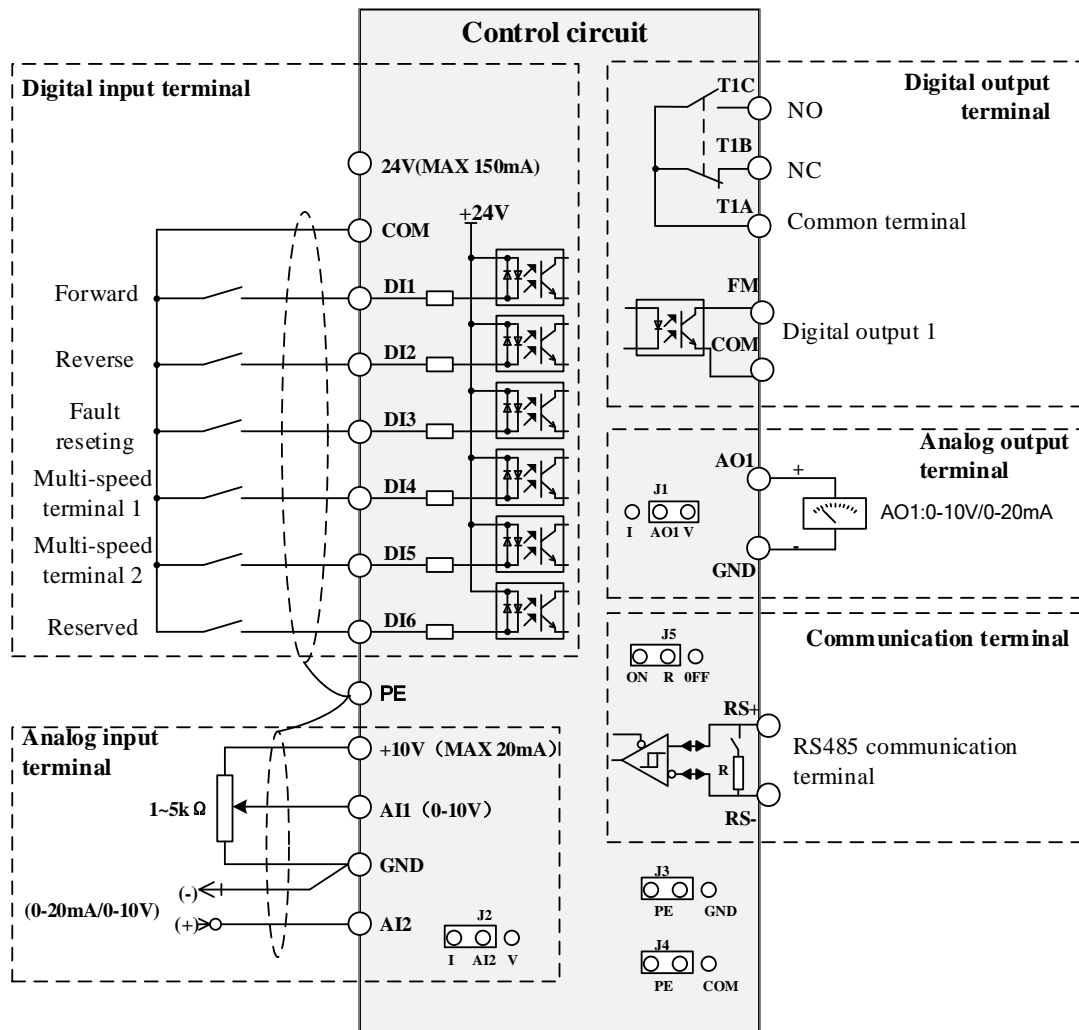 Control circuit
Digital input terminal
24V(MAX 150mA)
COM
+24V
Forward
DI1
Reverse
DI2
Fault
reseting
DI3
Multi-speed
terminal 1
DI4
Multi-speed
terminal 2
DI5
Reserved
DI6
PE
Analog input
terminal
+10V（MAX 20mA）
1~5kΩ
AI1（0-10V）
GND
(-)
(0-20mA/0-10V)
(+)
AI2
J2
I AI2 V
Digital output
terminal
T1C
NO
T1B
NC
T1A
Common terminal
FM
Digital output 1
COM
Analog output
terminal
AO1
+
J1
I AO1 V
AO1:0-10V/0-20mA
-
GND
Communication terminal
J5
ON R 0FF
RS+
RS485 communication
terminal
R
RS-
J3
PE GND
J4
PE COM